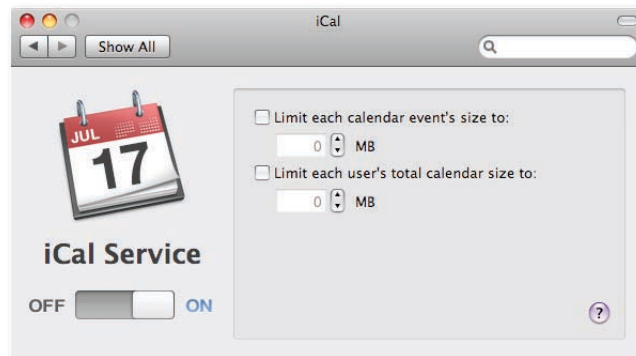 iCal
Show All
JUL
17
iCal Service
OFF ON
Limit each calendar event's size to:
0 MB
Limit each user's total calendar size to:
0 MB
?